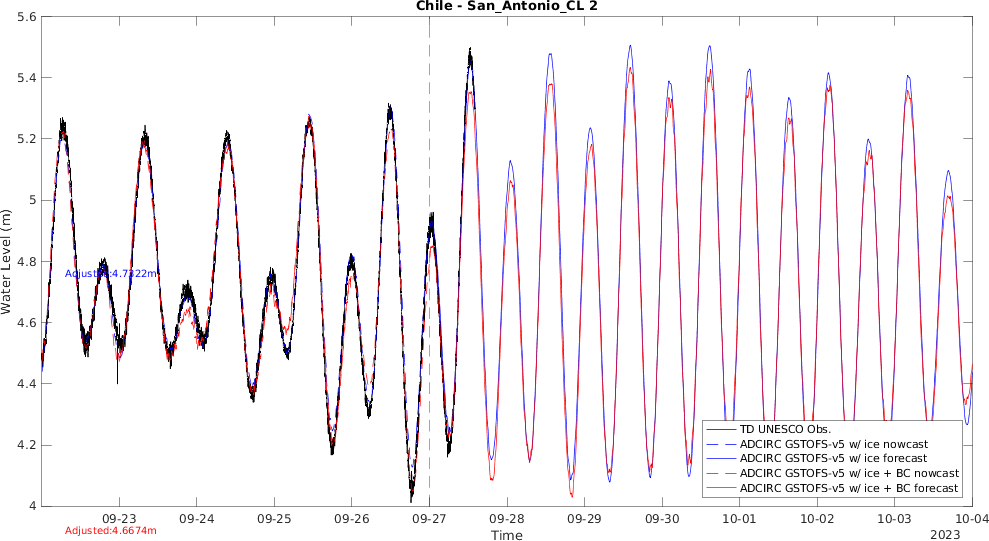 Chile - San_Antonio_CL 2
5.6
5.4
5.2
5
4.8
4.6
4.4
4.2
4
Water Level (m)
Adjusted:4.7322m
TD UNESCO Obs.
ADCIRC GSTOFS-v5 w/ ice nowcast
ADCIRC GSTOFS-v5 w/ ice forecast
ADCIRC GSTOFS-v5 w/ ice + BC nowcast
ADCIRC GSTOFS-v5 w/ ice + BC forecast
09-23 09-24 09-25 09-26 09-27 09-28 09-29 09-30 10-01 10-02 10-03 10-04
Adjusted:4.6674m
Time
2023